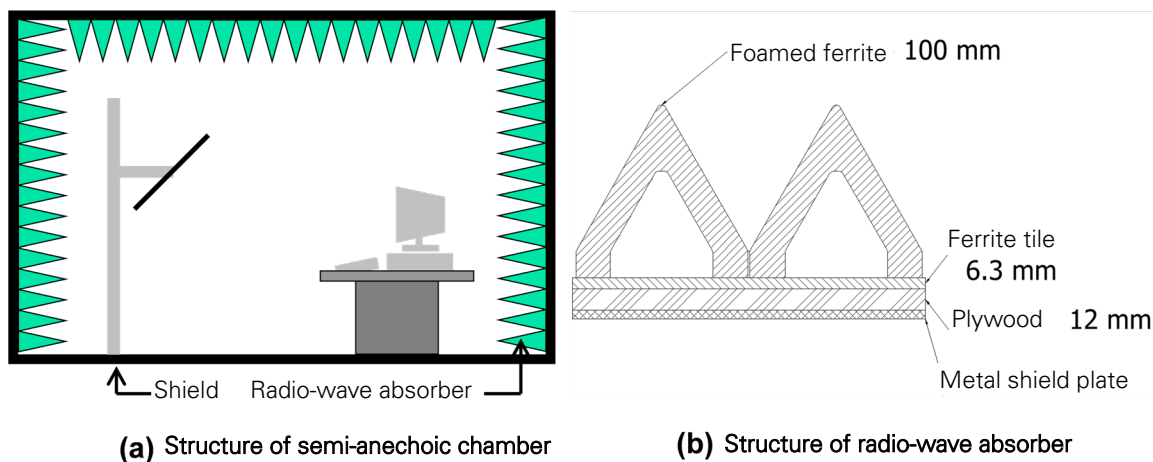 Shield
Radio-wave absorber
(a) Structure of semi-anechoic chamber
Foamed ferrite 100 mm
Ferrite tile
6.3 mm
Plywood 12 mm
Metal shield plate
(b) Structure of radio-wave absorber